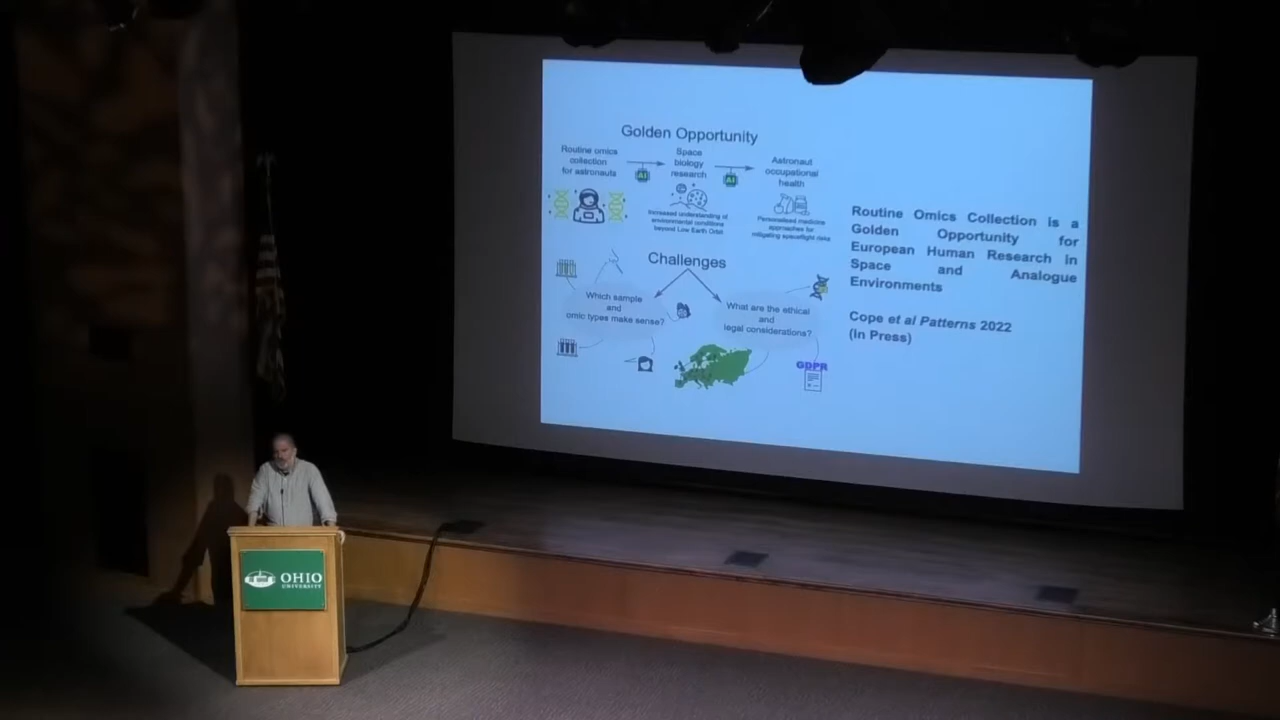 Golden Opportunity
Routine omics
collection
for astronauts
AI
Space
biology
research
AI
Astronaut
occupational
health
Increased understanding of
environmental conditions
beyond Low Earth Orbit
Personalised medicine
approaches for
mitigating spaceflight risks
Challenges
Which sample
and
omic types make sense?
What are the ethical
and
legal considerations?
GDPR
Routine Omics Collection is a
Golden Opportunity for
European Human Research in
Space and Analogue
Environments
Cope et al Patterns 2022
(In Press)
OHIO
UNIVERSITY